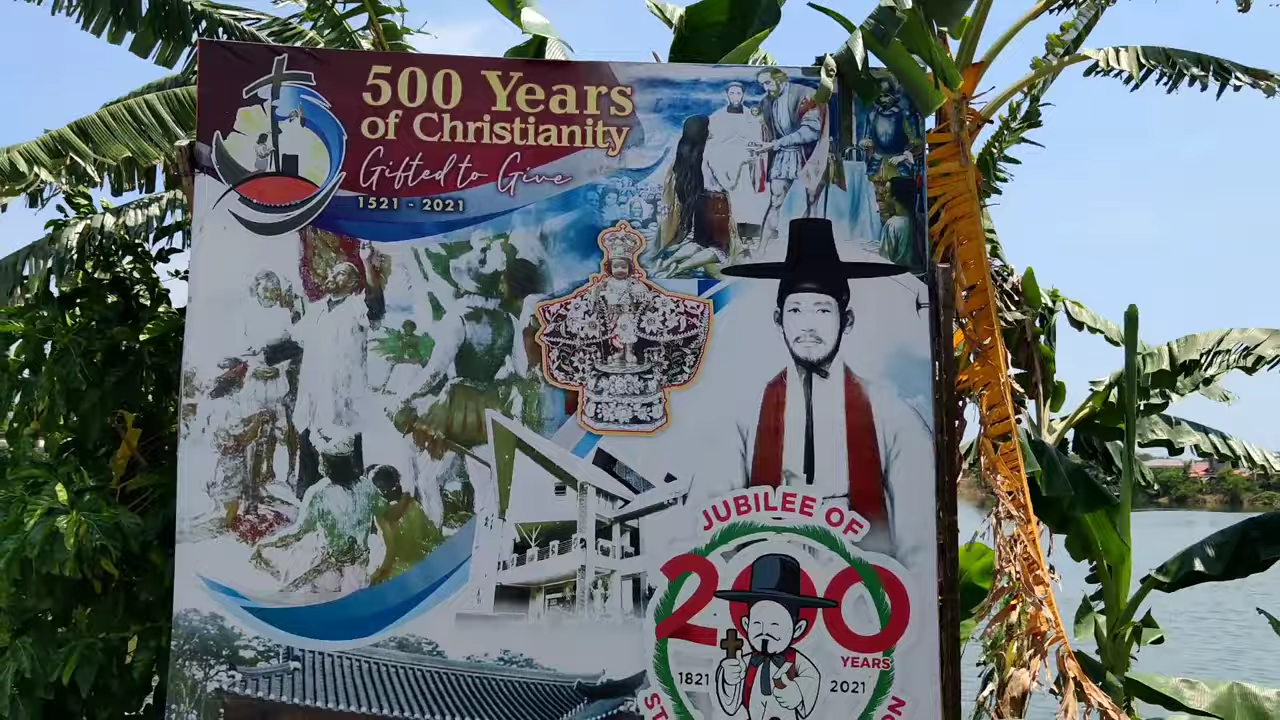 500 Years
of Christianity
Gifted to Give
1521 - 2021
JUBILEE OF
200
YEARS
1821
2021